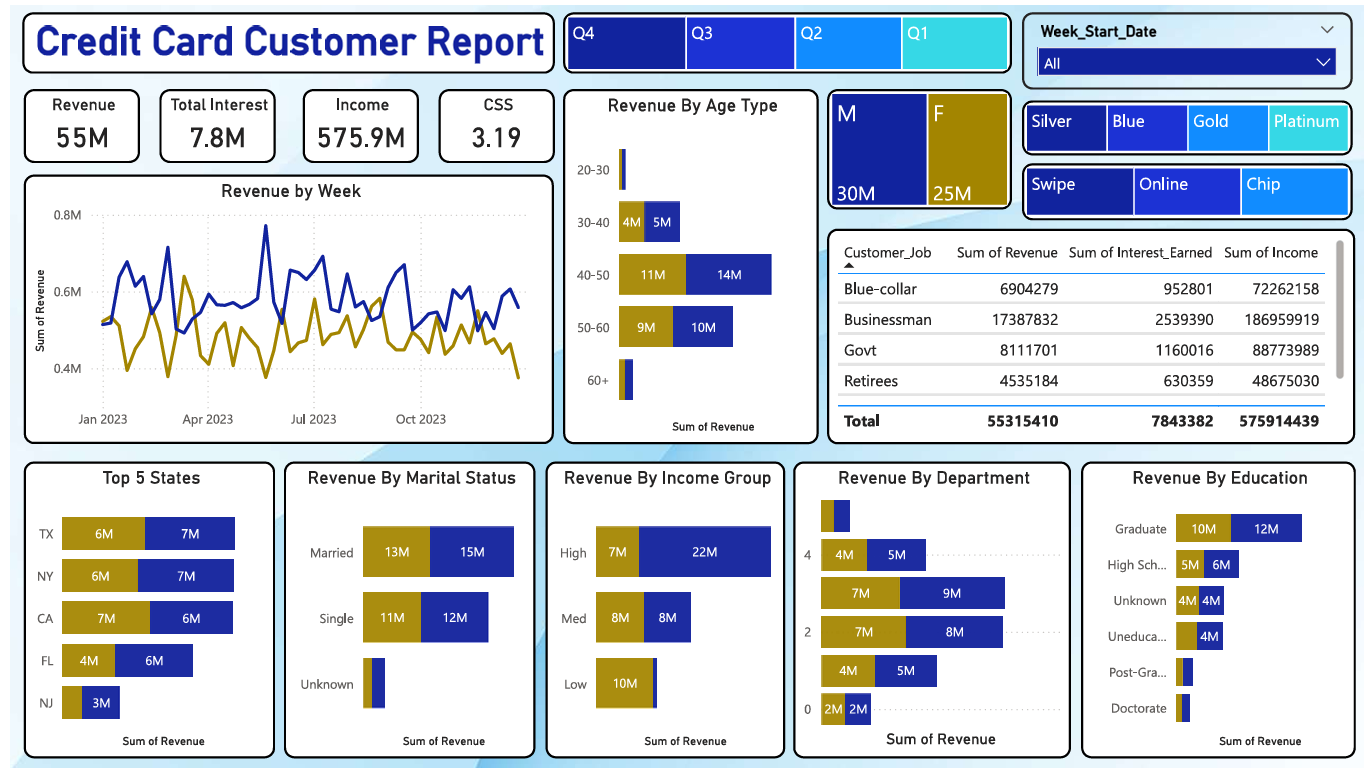 Credit Card Customer Report
Q4
Q3
Q2
Q1
Week_Start_Date
All
Revenue
55M
Total Interest
7.8M
Income
575.9M
CSS
3.19
Silver
Blue
Gold
Platinum
Swipe
Online
Chip
M
30M
F
25M
Revenue by Week
0.8M
0.6M
0.4M
Sum of Revenue
Jan 2023
Apr 2023
Jul 2023
Oct 2023
Revenue By Age Type
20-30
30-40 4M 5M
40-50 11M 14M
50-60 9M 10M
60+
Sum of Revenue
Customer_Job Sum of Revenue Sum of Interest_Earned Sum of Income
Blue-collar 6904279 952801 72262158
Businessman 17387832 2539390 186959919
Govt 8111701 1160016 88773989
Retirees 4535184 630359 48675030
Total 55315410 7843382 575914439
Top 5 States
TX 6M 7M
NY 6M 7M
CA 7M 6M
FL 4M 6M
NJ 3M
Sum of Revenue
Revenue By Marital Status
Married 13M 15M
Single 11M 12M
Unknown
Sum of Revenue
Revenue By Income Group
High 7M 22M
Med 8M 8M
Low 10M
Sum of Revenue
Revenue By Department
4 4M 5M
7M 9M
2 7M 8M
4M 5M
0 2M 2M
Sum of Revenue
Revenue By Education
Graduate 10M 12M
High Sch... 5M 6M
Unknown 4M 4M
Uneduca... 4M
Post-Gra...
Doctorate
Sum of Revenue